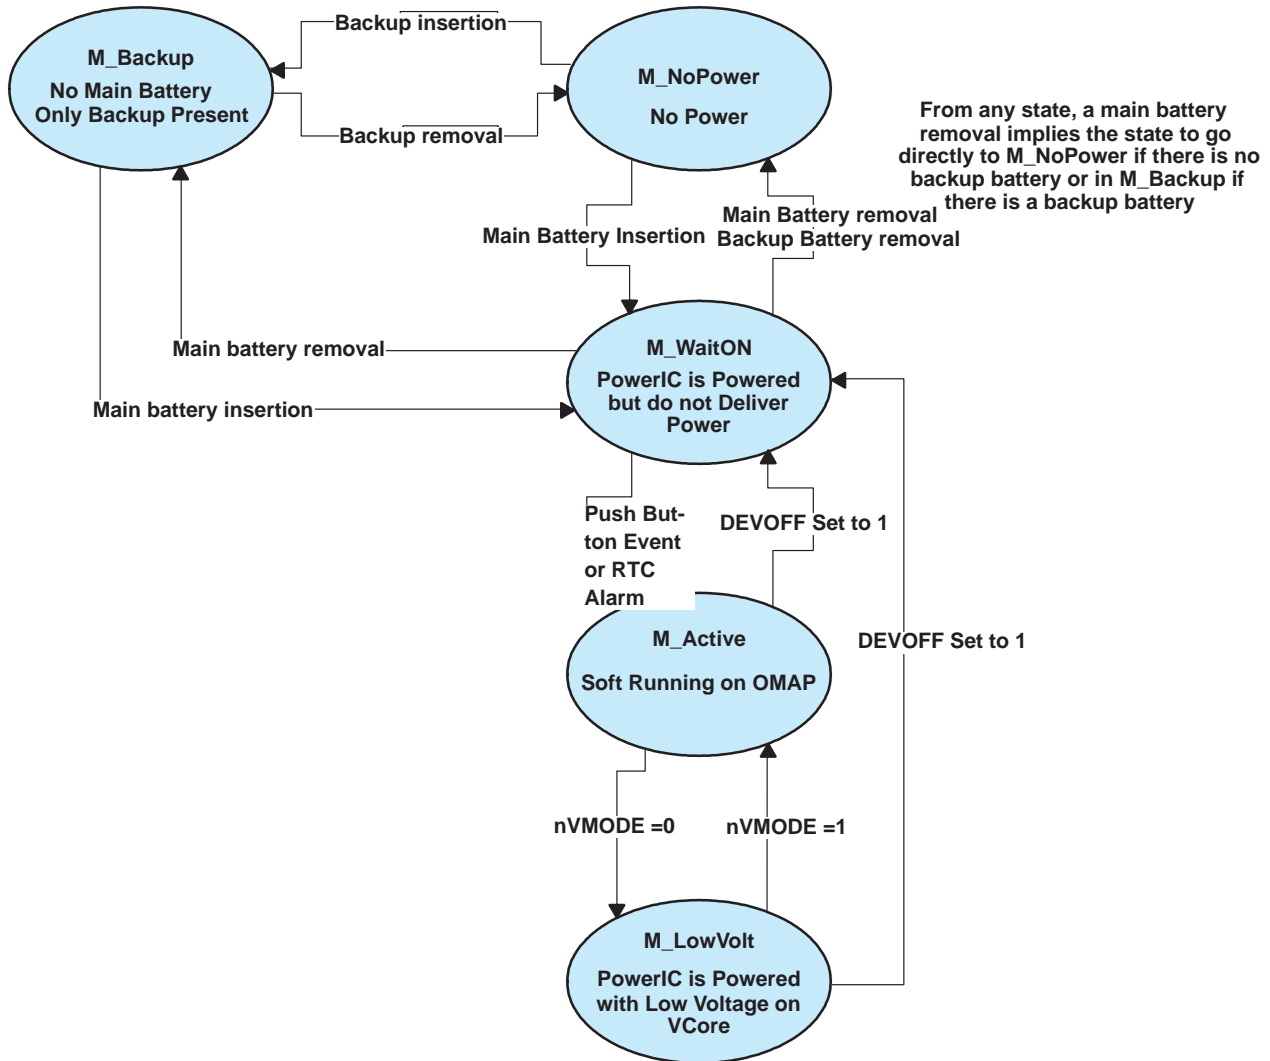 Backup insertion
M_Backup
No Main Battery
Only Backup Present
M_NoPower
No Power
Backup removal
From any state, a main battery
removal implies the state to go
directly to M_NoPower if there is no
backup battery or in M_Backup if
there is a backup battery
Main Battery Insertion
Main Battery removal
Backup Battery removal
Main battery removal
M_WaitON
PowerIC is Powered
but do not Deliver
Power
Main battery insertion
Push But-
ton Event
or RTC
Alarm
DEVOFF Set to 1
M_Active
Soft Running on OMAP
DEVOFF Set to 1
nVMODE =0
nVMODE =1
M_LowVolt
PowerIC is Powered
with Low Voltage on
VCore